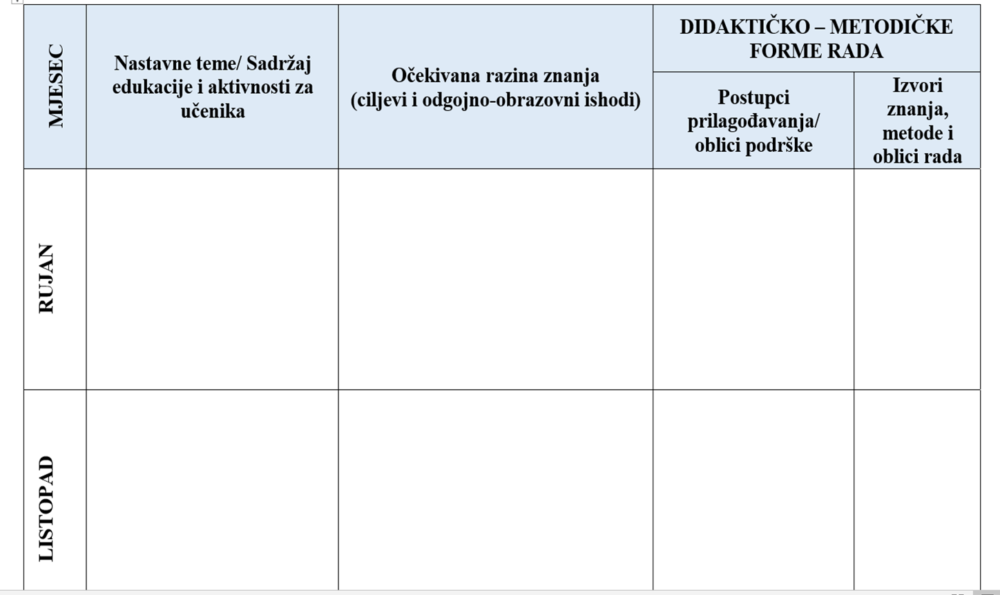 MJESEC
Nastavne teme/ Sadržaj
edukacije i aktivnosti za
učenika
Očekivana razina znanja
(ciljevi i odgojno-obrazovni ishodi)
DIDAKTIČKO – METODIČKE
FORME RADA
Postupci
prilagođavanja/
oblici podrške
Izvori
znanja,
metode i
oblici rada
RUJAN
LISTOPAD